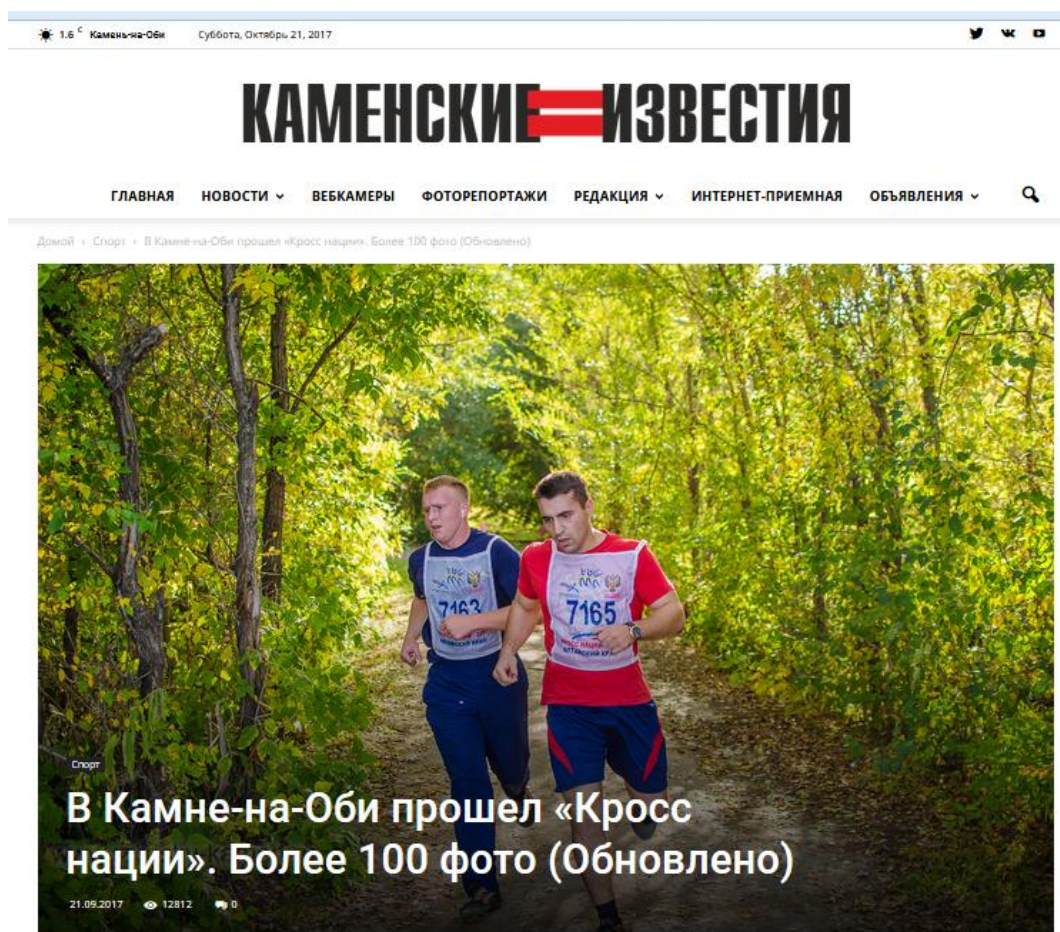 1.6 C Камень-на-Оби Суббота, Октябрь 21, 2017
КАМЕНСКИЕ ИЗВЕСТИЯ
ГЛАВНАЯ НОВОСТИ ВЕБКАМЕРЫ ФОТОРЕПОРТАЖИ РЕДАКЦИЯ ИНТЕРНЕТ-ПРИЕМНАЯ ОБЪЯВЛЕНИЯ
Домой › Спорт › В Камне-на-Оби прошел «Кросс нации». Более 100 фото (Обновлено)
7163
7165
АЛТАЙСКИЙ КРАЙ
Спорт
В Камне-на-Оби прошел «Кросс
нации». Более 100 фото (Обновлено)
21.09.2017 12812 0